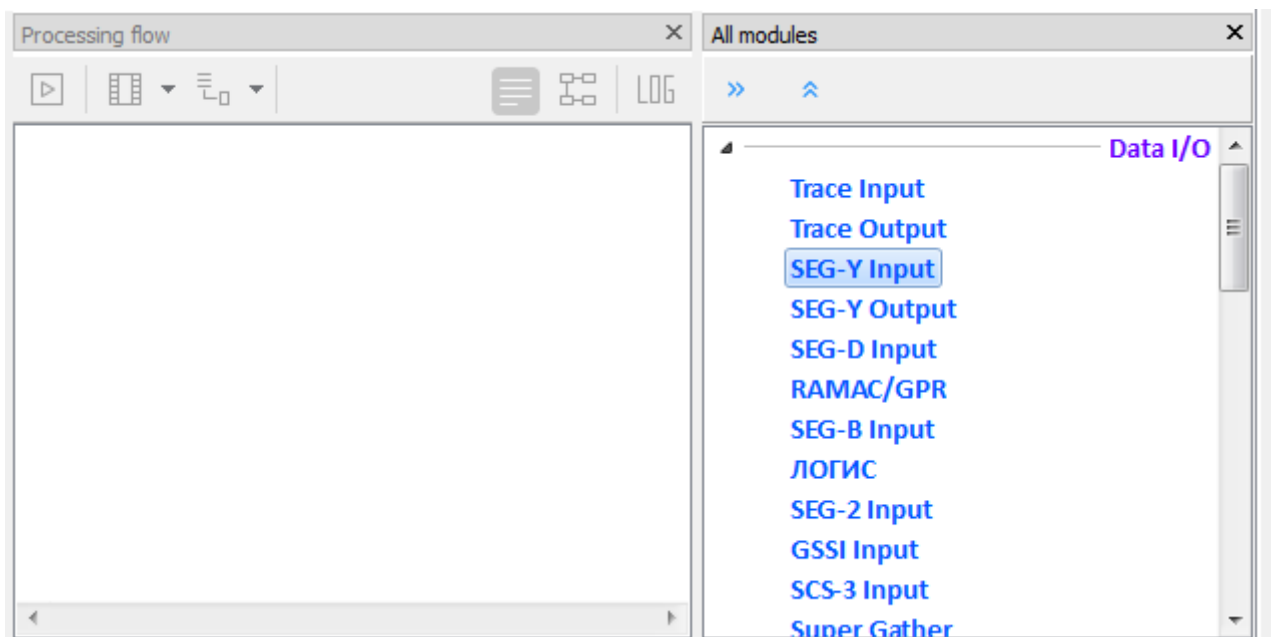 Processing flow
All modules
LOG
Data I/O
Trace Input
Trace Output
SEG-Y Input
SEG-Y Output
SEG-D Input
RAMAC/GPR
SEG-B Input
ЛОГИС
SEG-2 Input
GSSI Input
SCS-3 Input
Super Gather